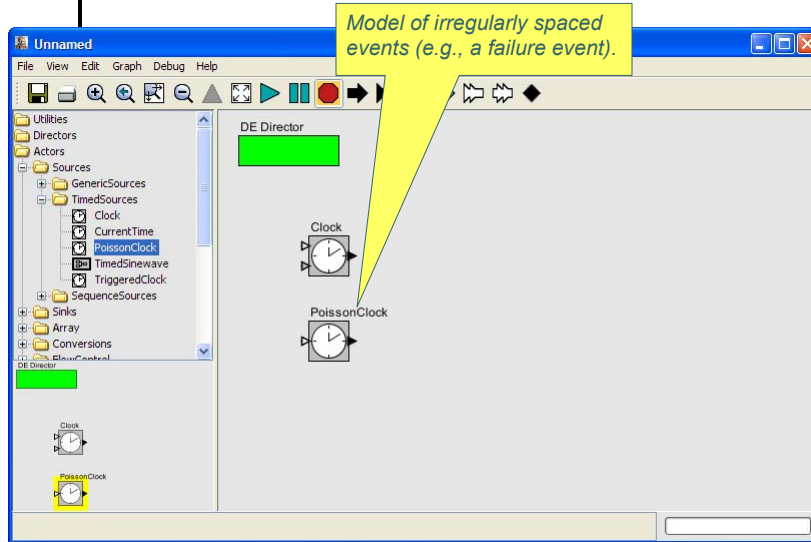 Model of irregularly spaced
events (e.g., a failure event).
Unnamed
File View Edit Graph Debug Help
Utilities
Directors
Actors
Sources
GenericSources
TimedSources
Clock
CurrentTime
PoissonClock
TimedSinewave
TriggeredClock
SequenceSources
Sinks
Array
Conversions
FlowControl
DE Director
Clock
PoissonClock
DE Director
Clock
PoissonClock